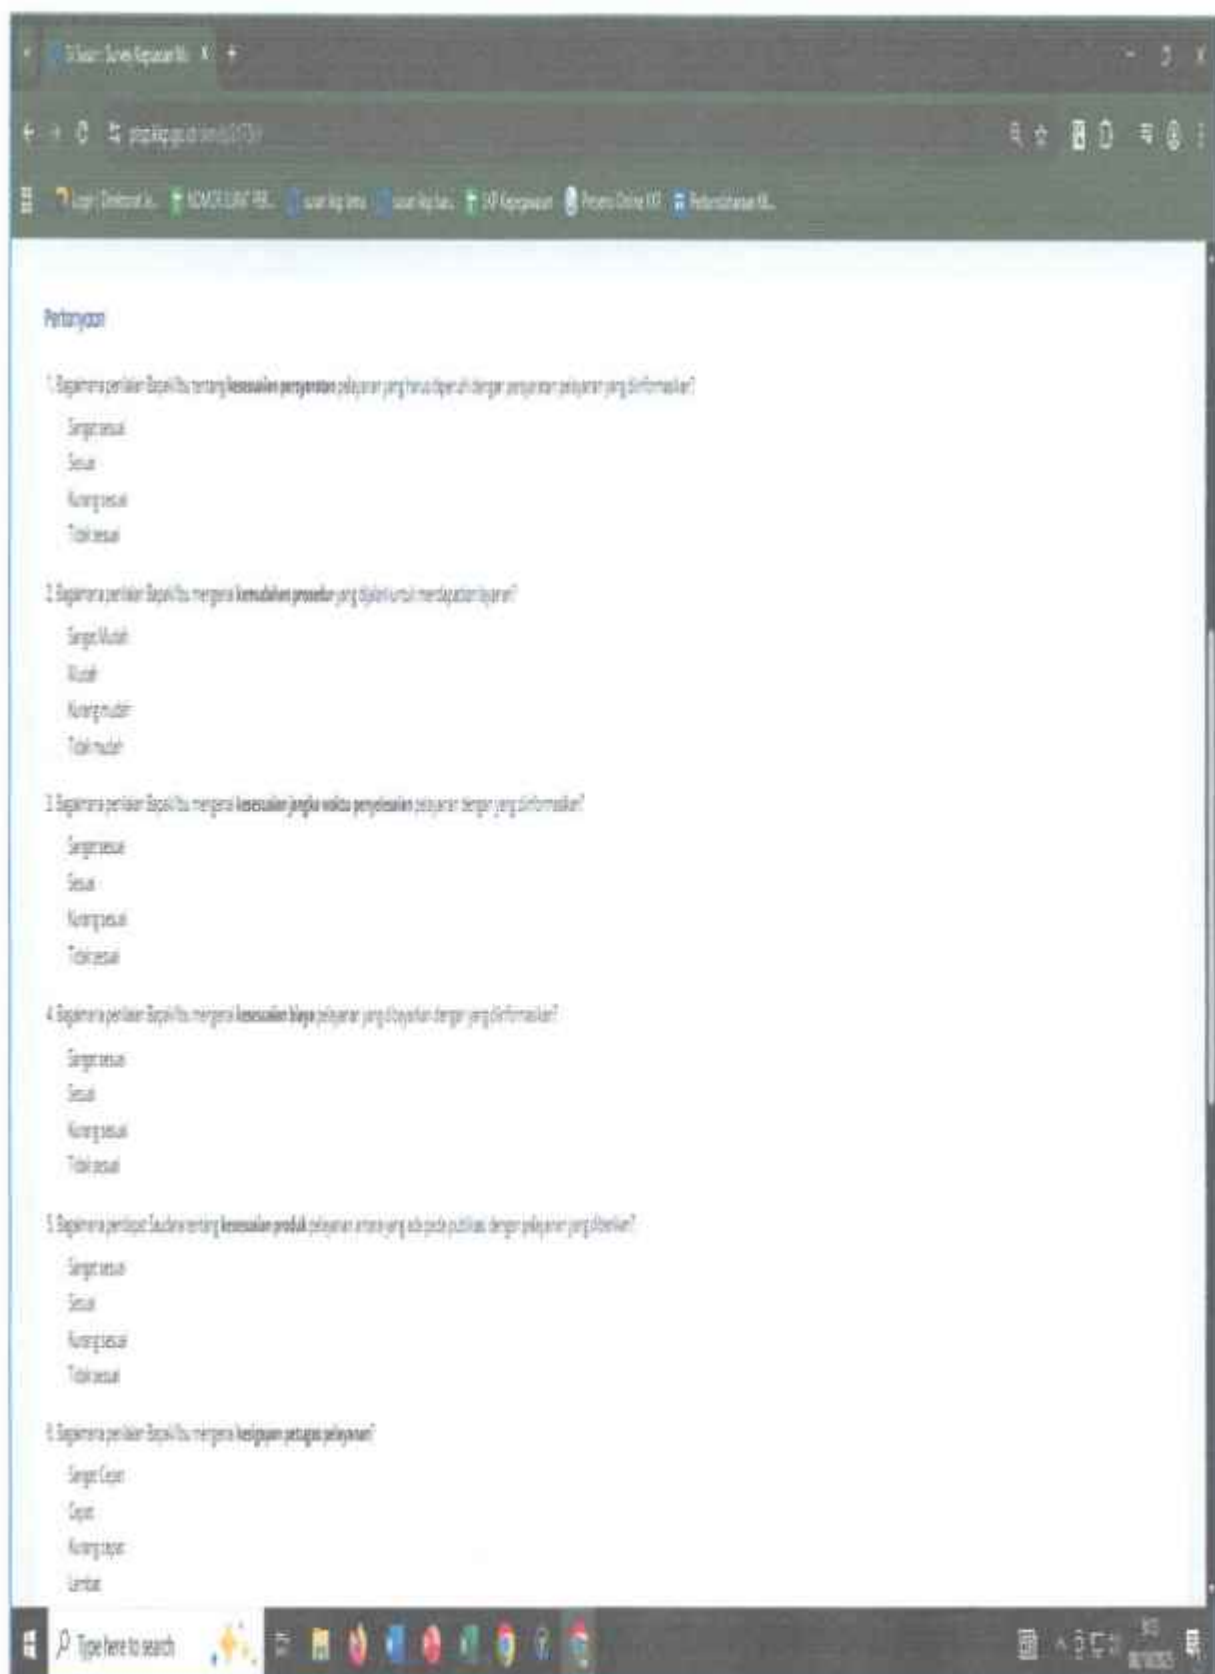 Pertanyaan
1. Bagaimana penilaian Bapak/Ibu tentang kesesuaian persyaratan pelayanan yang harus dipenuhi dengan persyaratan pelayanan yang diinformasikan?
Sangat sesuai
Sesuai
Kurang sesuai
Tidak sesuai
2. Bagaimana penilaian Bapak/Ibu mengenai kemudahan prosedur yang dijalani untuk mendapatkan layanan?
Sangat Mudah
Mudah
Kurang mudah
Tidak mudah
3. Bagaimana penilaian Bapak/Ibu mengenai kesesuaian jangka waktu penyelesaian pelayanan dengan yang diinformasikan?
Sangat sesuai
Sesuai
Kurang sesuai
Tidak sesuai
4. Bagaimana penilaian Bapak/Ibu mengenai kesesuaian biaya pelayanan yang dibayarkan dengan yang diinformasikan?
Sangat sesuai
Sesuai
Kurang sesuai
Tidak sesuai
5. Bagaimana pendapat Saudara tentang kesesuaian produk pelayanan antara yang ada pada publikasi dengan pelayanan yang diberikan?
Sangat sesuai
Sesuai
Kurang sesuai
Tidak sesuai
6. Bagaimana penilaian Bapak/Ibu mengenai kesigapan petugas pelayanan?
Sangat Cepat
Cepat
Kurang cepat
Lambat
Type here to search